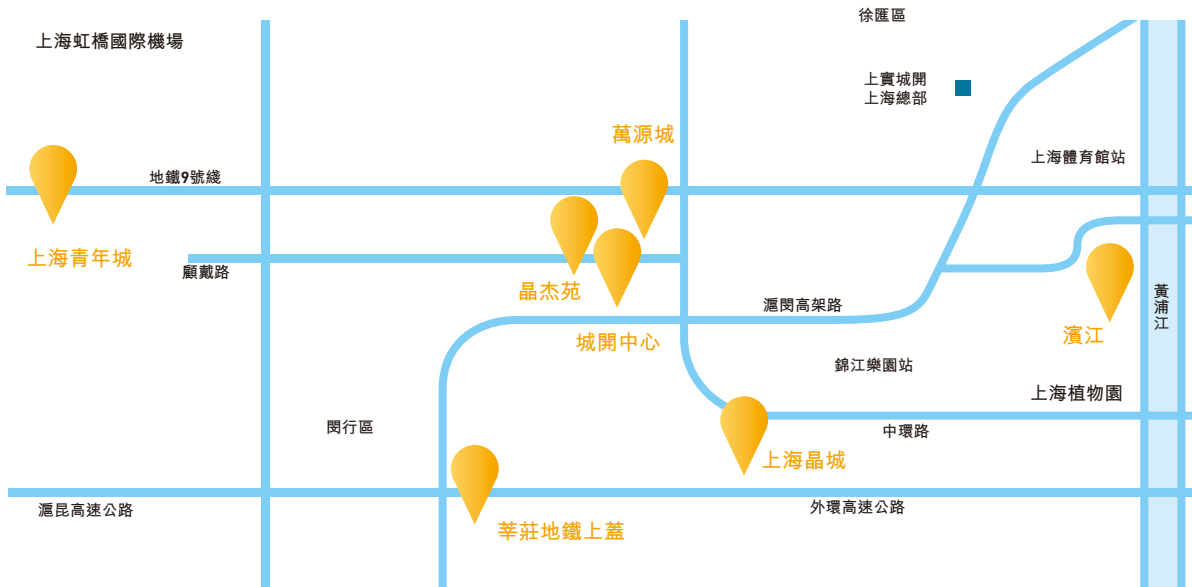 徐匯區
上海虹橋國際機場
上實城開
上海總部
萬源城
上海體育館站
地鐵9號綫
上海青年城
顧戴路
晶杰苑
滬閔高架路
黃浦江
城開中心
濱江
錦江樂園站
上海植物園
閔行區
中環路
上海晶城
滬昆高速公路
外環高速公路
莘莊地鐵上蓋